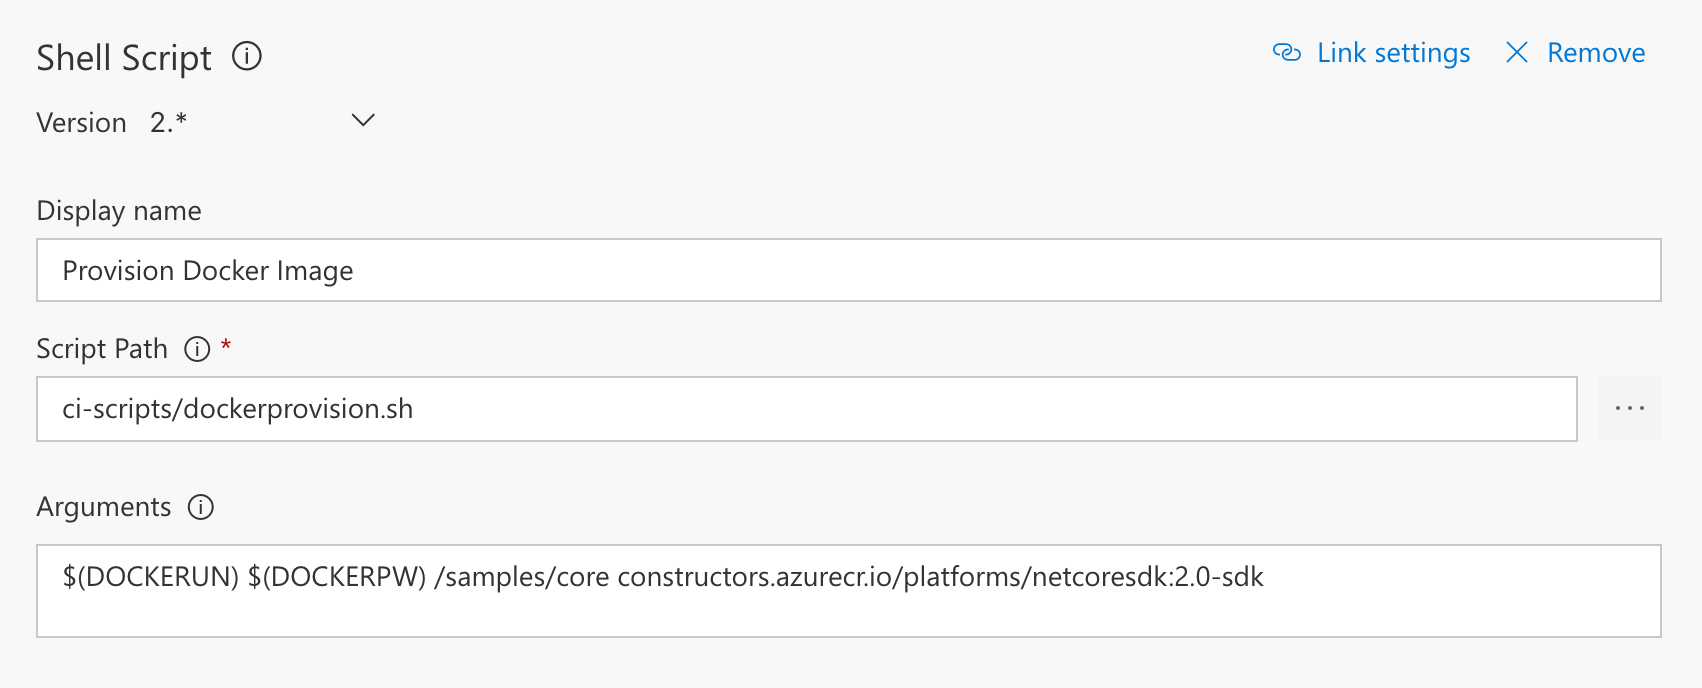 Shell Script
Link settings
Remove
Version 2.*
Display name
Provision Docker Image
Script Path *
ci-scripts/dockerprovision.sh
...
Arguments
$(DOCKERUN) $(DOCKERPW) /samples/core constructors.azurecr.io/platforms/netcoresdk:2.0-sdk